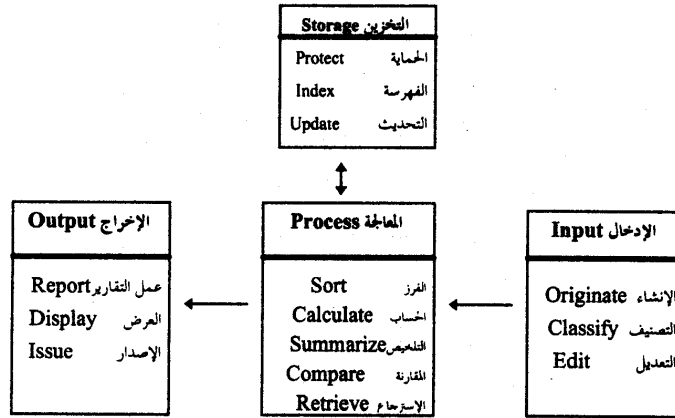 التخزين Storage
الحماية Protect
الفهرسة Index
التحديث Update
الإدخال Input
الإنشاء Originate
التصنيف Classify
التعديل Edit
المعالجة Process
الفرز Sort
الحساب Calculate
التلخيص Summarize
المقارنة Compare
الإسترجاع Retrieve
الإخراج Output
عمل التقارير Report
العرض Display
الإصدار Issue